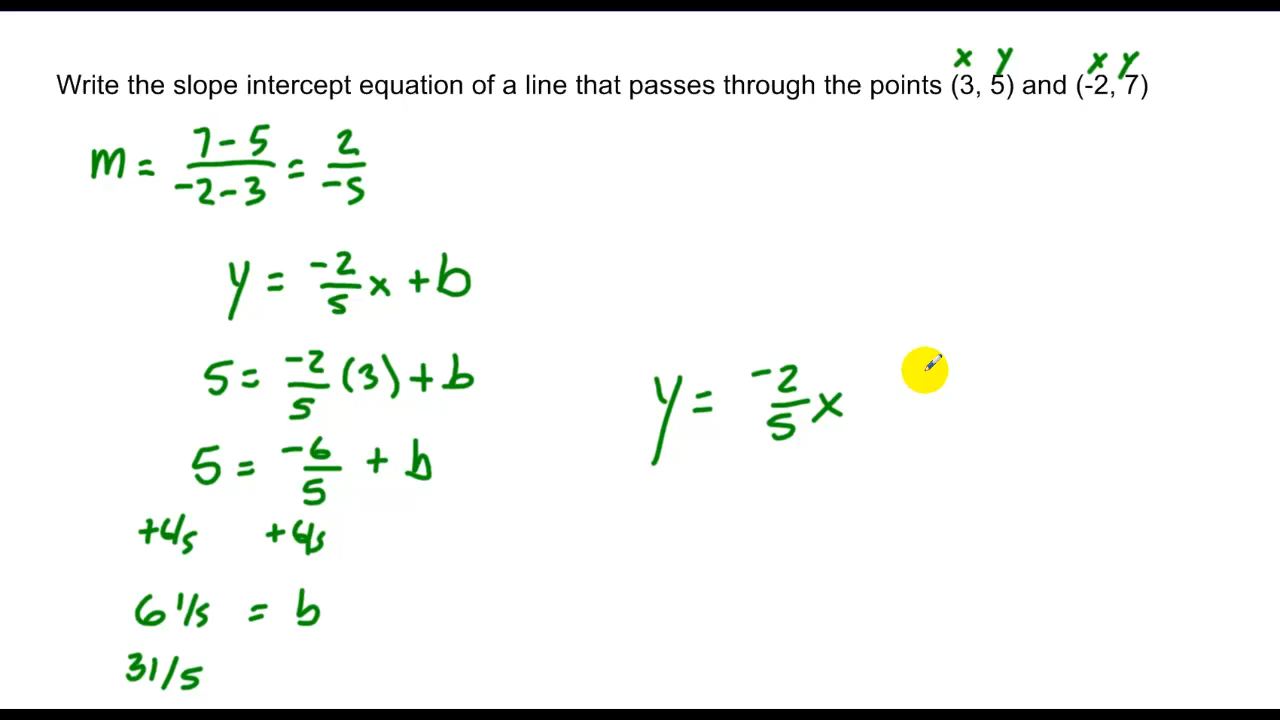 x y x y
Write the slope intercept equation of a line that passes through the points (3, 5) and (-2, 7)
m = 7-5/-2-3 = 2/-5
y = -2/5 x + b
5 = -2/5 (3) + b
y = -2/5 x
5 = -6/5 + b
+6/5 +6/5
6 1/5 = b
31/5